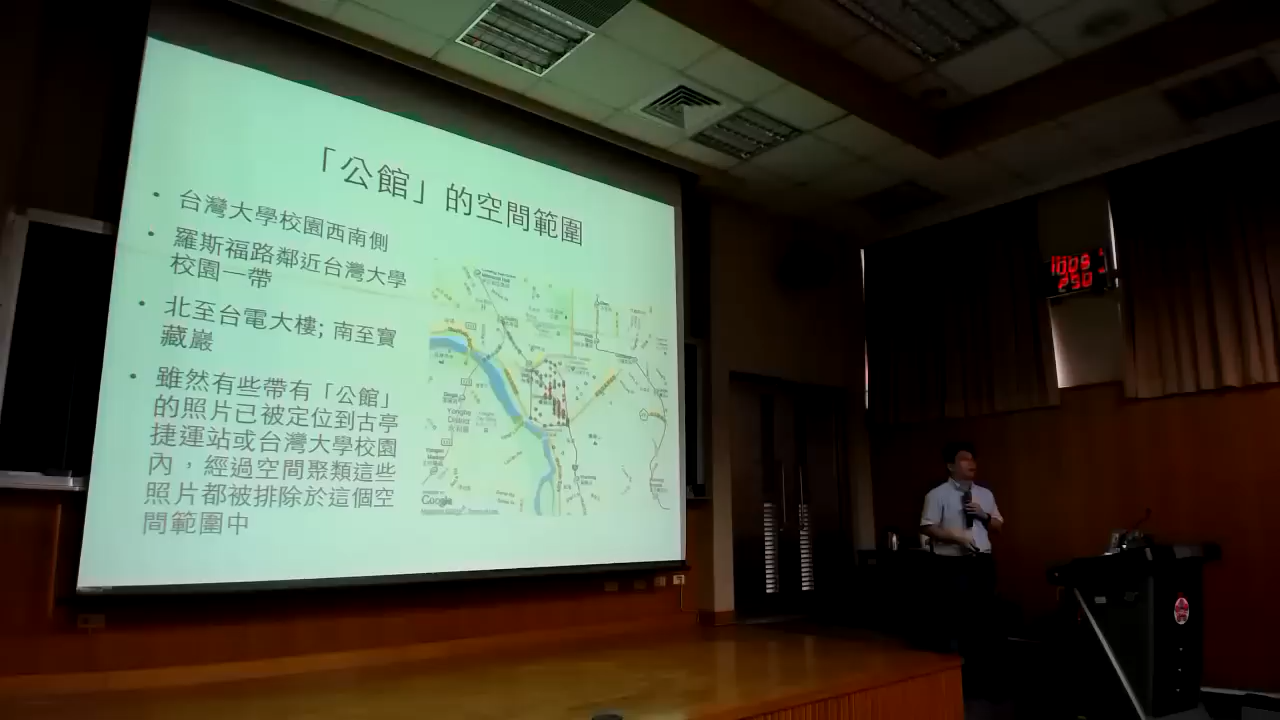 「公館」的空間範圍
• 台灣大學校園西南側
• 羅斯福路鄰近台灣大學
校園一帶
• 北至台電大樓; 南至寶
藏巖
• 雖然有些帶有「公館」
的照片已被定位到古亭
捷運站或台灣大學校園
內，經過空間聚類這些
照片都被排除於這個空
間範圍中
Yonghe
District
Google